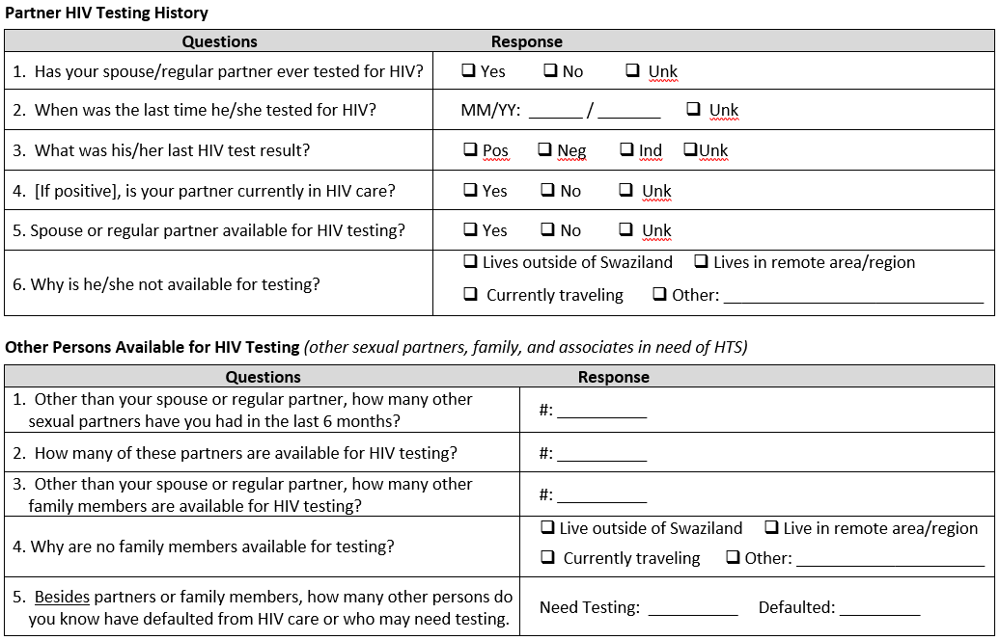 Partner HIV Testing History
Questions Response
1. Has your spouse/regular partner ever tested for HIV? ❑ Yes ❑ No ❑ Unk
2. When was the last time he/she tested for HIV? MM/YY: ______ / _______ ❑ Unk
3. What was his/her last HIV test result? ❑ Pos ❑ Neg ❑ Ind ❑Unk
4. [If positive], is your partner currently in HIV care? ❑ Yes ❑ No ❑ Unk
5. Spouse or regular partner available for HIV testing? ❑ Yes ❑ No ❑ Unk
6. Why is he/she not available for testing? ❑ Lives outside of Swaziland ❑ Lives in remote area/region
❑ Currently traveling ❑ Other: _____________________________
Other Persons Available for HIV Testing (other sexual partners, family, and associates in need of HTS)
Questions Response
1. Other than your spouse or regular partner, how many other
sexual partners have you had in the last 6 months? #: __________
2. How many of these partners are available for HIV testing? #: __________
3. Other than your spouse or regular partner, how many other
family members are available for HIV testing? #: __________
4. Why are no family members available for testing? ❑ Live outside of Swaziland ❑ Live in remote area/region
❑ Currently traveling ❑ Other: _____________________
5. Besides partners or family members, how many other persons do
you know have defaulted from HIV care or who may need testing. Need Testing: __________ Defaulted: _________